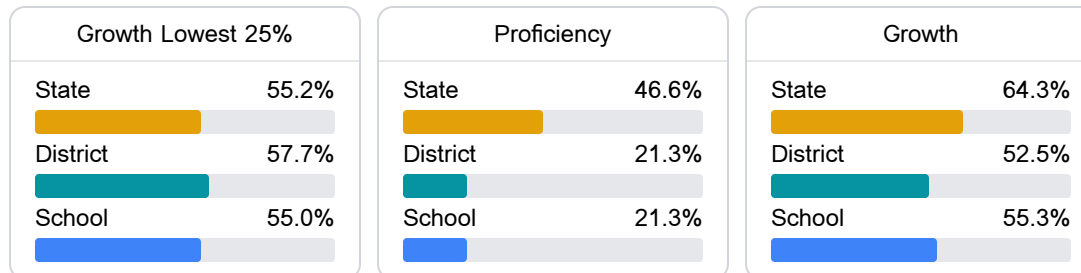 Growth Lowest 25%
State 55.2%
District 57.7%
School 55.0%
Proficiency
State 46.6%
District 21.3%
School 21.3%
Growth
State 64.3%
District 52.5%
School 55.3%